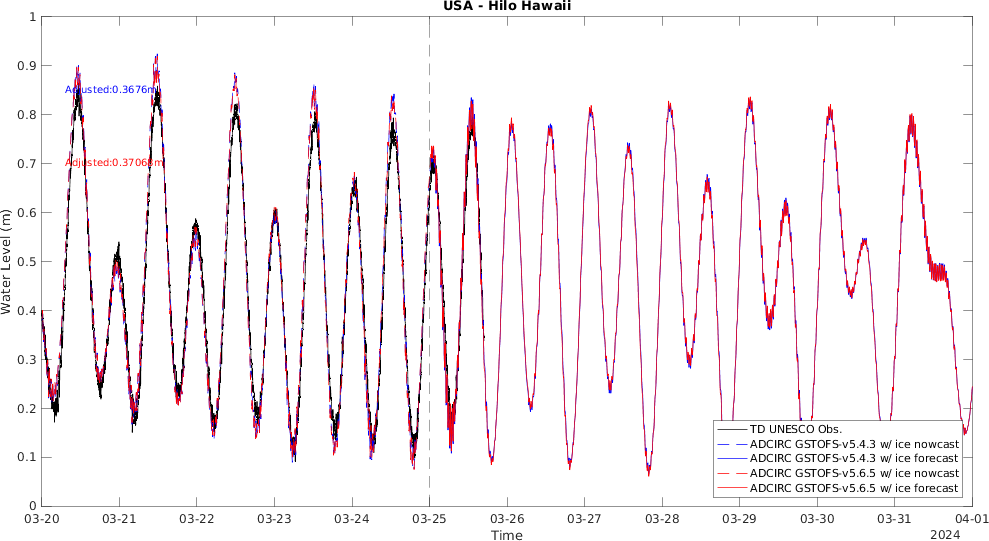 USA - Hilo Hawaii
1
0.9
0.8
0.7
0.6
0.5
0.4
0.3
0.2
0.1
0
Water Level (m)
Adjusted:0.3676m
Adjusted:0.37068m
TD UNESCO Obs.
ADCIRC GSTOFS-v5.4.3 w/ ice nowcast
ADCIRC GSTOFS-v5.4.3 w/ ice forecast
ADCIRC GSTOFS-v5.6.5 w/ ice nowcast
ADCIRC GSTOFS-v5.6.5 w/ ice forecast
03-20 03-21 03-22 03-23 03-24 03-25 03-26 03-27 03-28 03-29 03-30 03-31 04-01
Time
2024